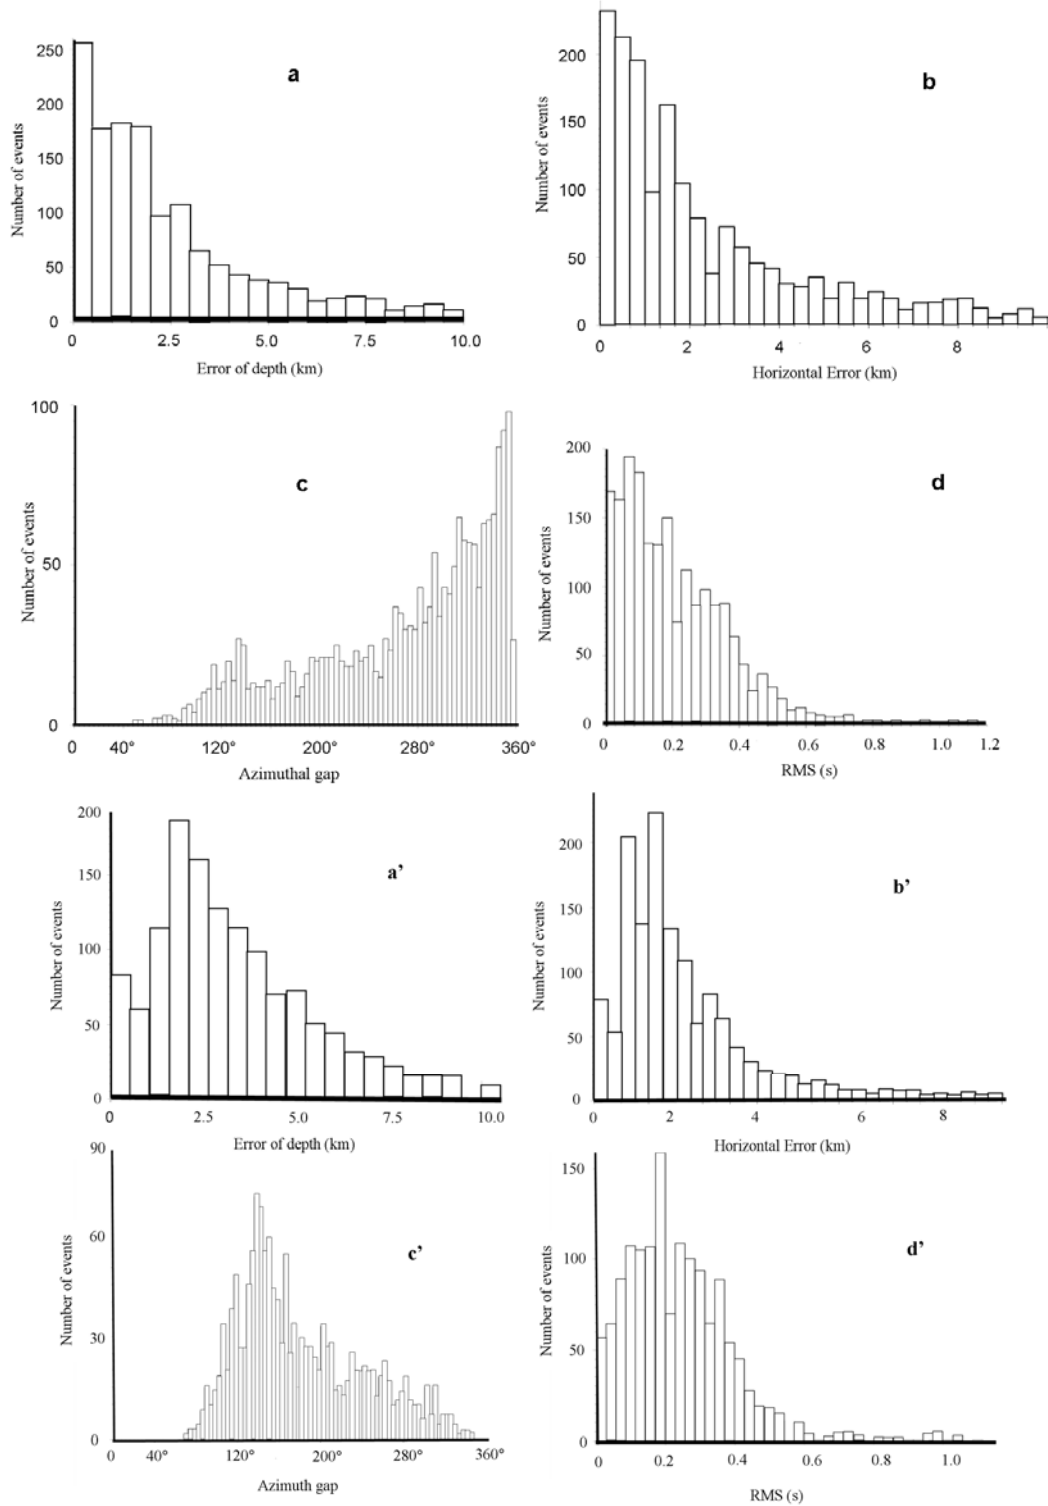 a
250
200
150
100
50
0
Number of events
0 2.5 5.0 7.5 10.0
Error of depth (km)
b
200
150
100
50
0
Number of events
0 2 4 6 8
Horizontal Error (km)
c
100
50
0
Number of events
0 40° 120° 200° 280° 360°
Azimuthal gap
d
200
150
100
50
0
Number of events
0 0.2 0.4 0.6 0.8 1.0 1.2
RMS (s)
a’
200
150
100
50
0
Number of events
0 2.5 5.0 7.5 10.0
Error of depth (km)
b’
200
150
100
50
0
Number of events
0 2 4 6 8
Horizontal Error (km)
c’
90
60
30
0
Number of events
0 40° 120° 200° 280° 360°
Azimuth gap
d’
150
100
50
0
Number of events
0 0.2 0.4 0.6 0.8 1.0
RMS (s)